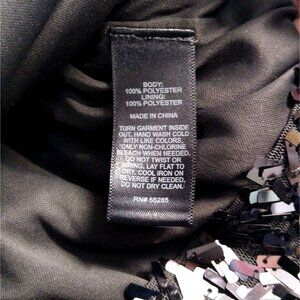 BODY:
100% POLYESTER
LINING:
100% POLYESTER
MADE IN CHINA
TURN GARMENT INSIDE
OUT. HAND WASH COLD
WITH LIKE COLORS.
ONLY NON-CHLORINE
BLEACH WHEN NEEDED.
DO NOT TWIST OR
WRING. LAY FLAT TO
DRY. COOL IRON ON
REVERSE IF NEEDED.
DO NOT DRY CLEAN.
RN# 55285